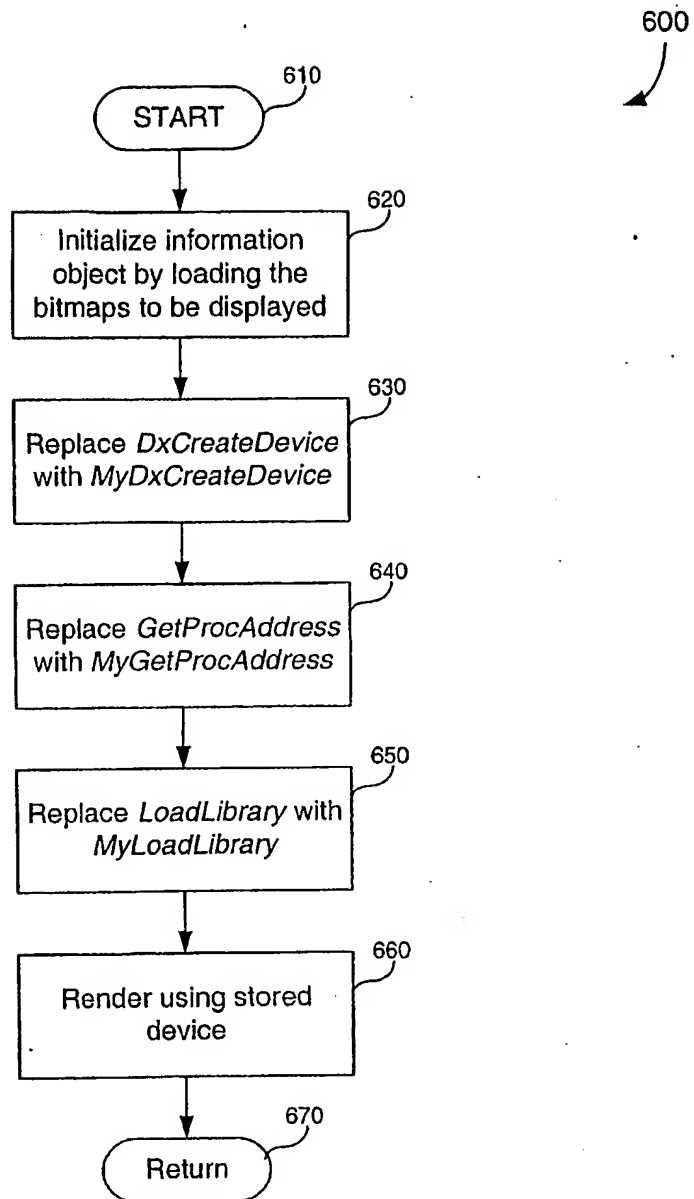 600
610
START
620
Initialize information
object by loading the
bitmaps to be displayed
630
Replace DxCreateDevice
with MyDxCreateDevice
640
Replace GetProcAddress
with MyGetProcAddress
650
Replace LoadLibrary with
MyLoadLibrary
660
Render using stored
device
670
Return